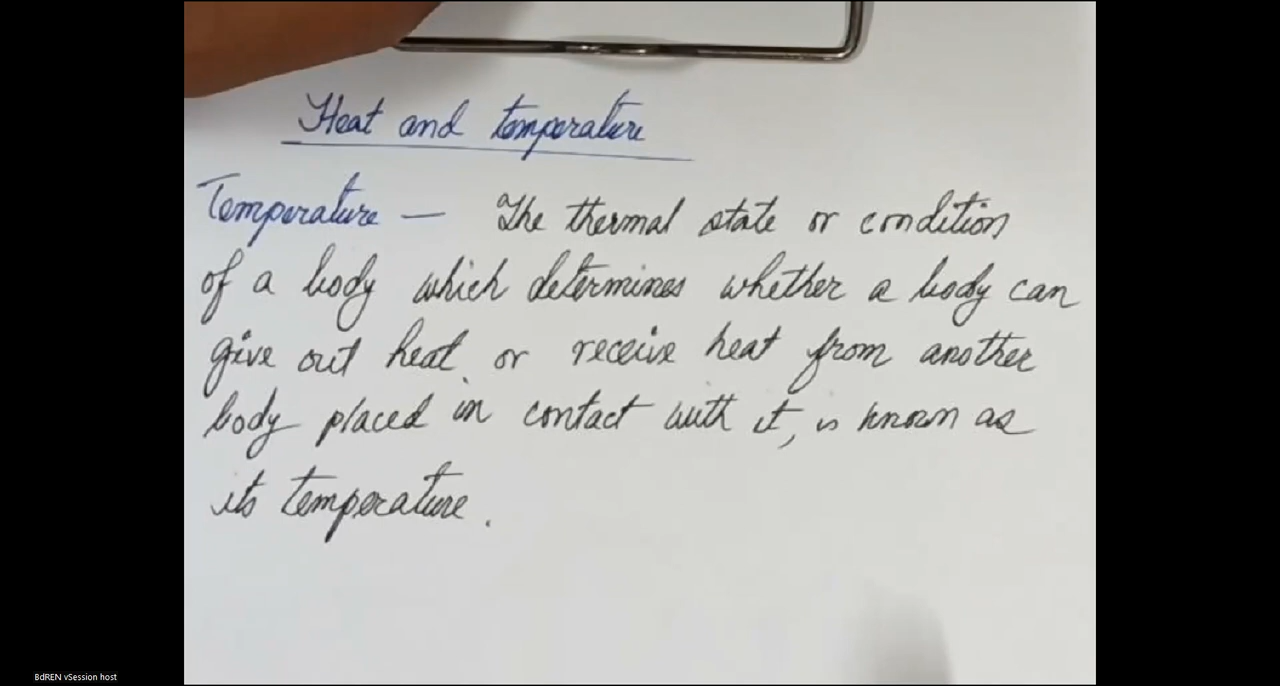 Heat and temperature
Temperature — The thermal state or condition
of a body which determines whether a body can
give out heat or receive heat from another
body placed in contact with it, is known as
its temperature.
BdREN vSession host